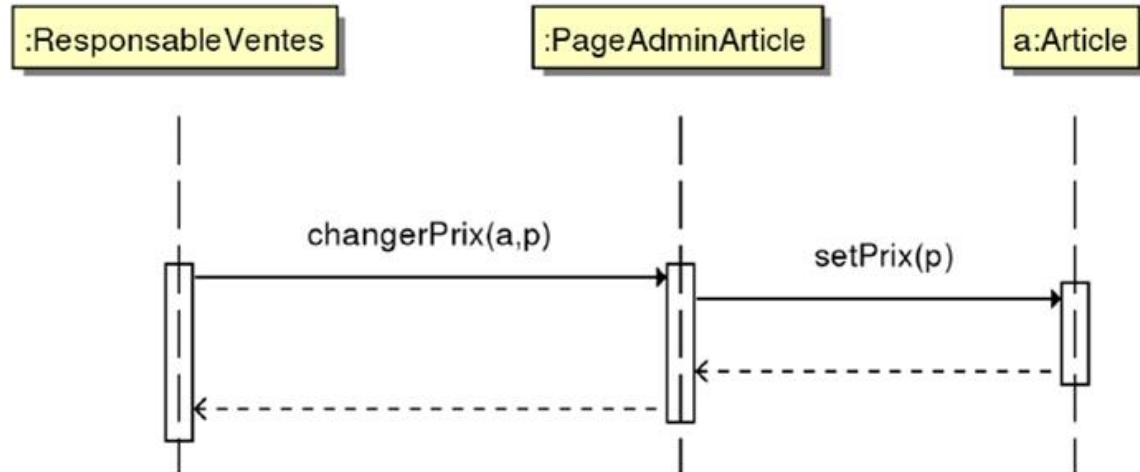 :ResponsableVentes
:PageAdminArticle
a:Article
changerPrix(a,p)
setPrix(p)